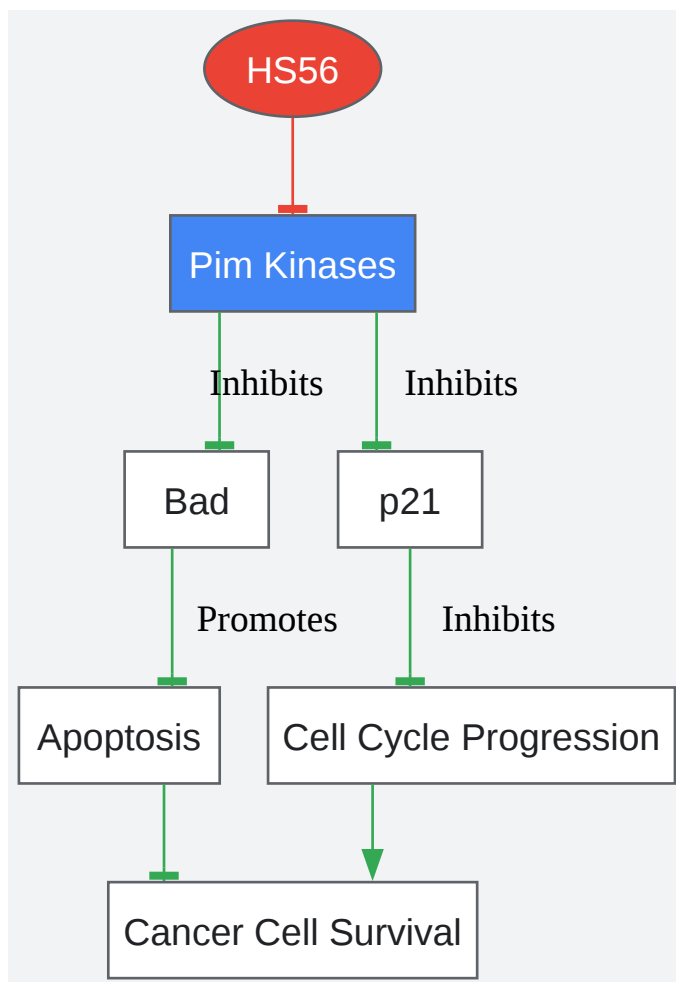 HS56
Pim Kinases
Inhibits
Inhibits
Bad
p21
Promotes
Inhibits
Apoptosis
Cell Cycle Progression
Cancer Cell Survival